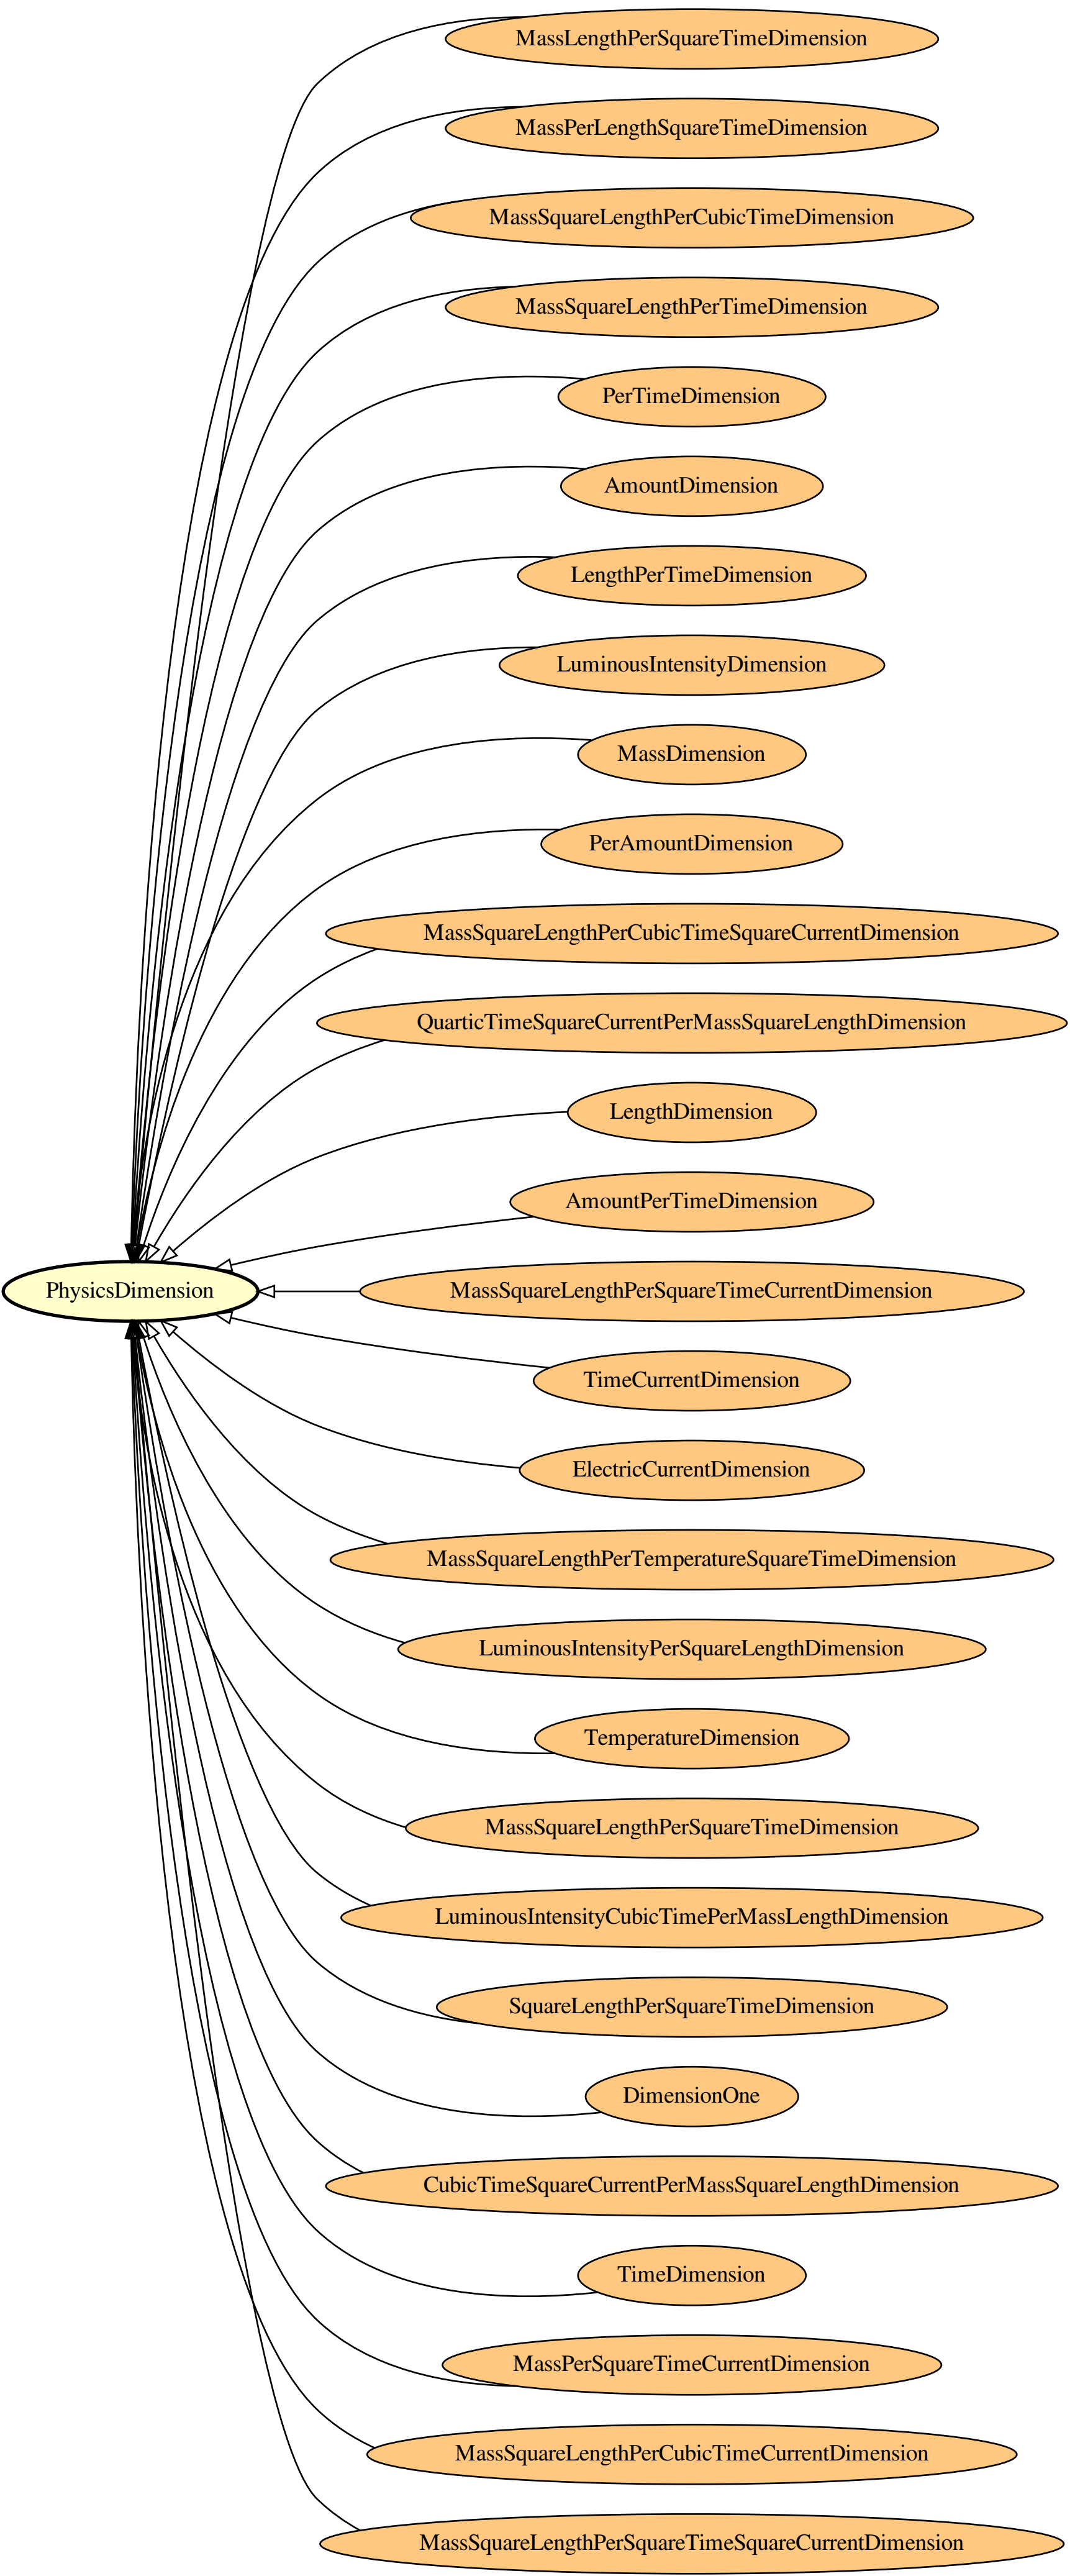 MassLengthPerSquareTimeDimension
MassPerLengthSquareTimeDimension
MassSquareLengthPerCubicTimeDimension
MassSquareLengthPerTimeDimension
PerTimeDimension
AmountDimension
LengthPerTimeDimension
LuminousIntensityDimension
MassDimension
PerAmountDimension
MassSquareLengthPerCubicTimeSquareCurrentDimension
QuarticTimeSquareCurrentPerMassSquareLengthDimension
LengthDimension
AmountPerTimeDimension
PhysicsDimension
MassSquareLengthPerSquareTimeCurrentDimension
TimeCurrentDimension
ElectricCurrentDimension
MassSquareLengthPerTemperatureSquareTimeDimension
LuminousIntensityPerSquareLengthDimension
TemperatureDimension
MassSquareLengthPerSquareTimeDimension
LuminousIntensityCubicTimePerMassLengthDimension
SquareLengthPerSquareTimeDimension
DimensionOne
CubicTimeSquareCurrentPerMassSquareLengthDimension
TimeDimension
MassPerSquareTimeCurrentDimension
MassSquareLengthPerCubicTimeCurrentDimension
MassSquareLengthPerSquareTimeSquareCurrentDimension